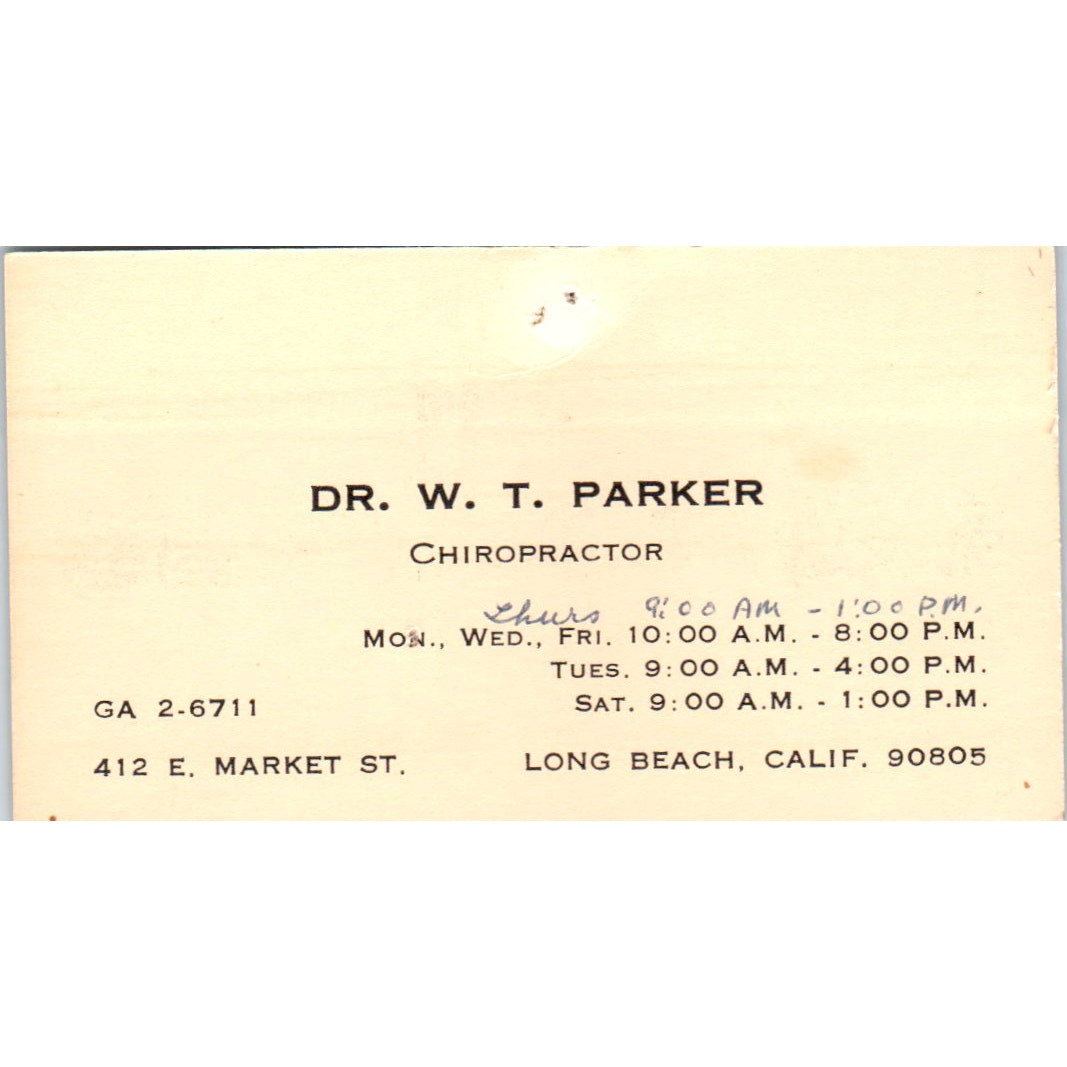 DR. W. T. PARKER
CHIROPRACTOR
Thurs 9:00 AM - 1:00 P.M.
MON., WED., FRI. 10:00 A.M. - 8:00 P.M.
TUES. 9:00 A.M. - 4:00 P.M.
SAT. 9:00 A.M. - 1:00 P.M.
GA 2-6711
412 E. MARKET ST. LONG BEACH, CALIF. 90805